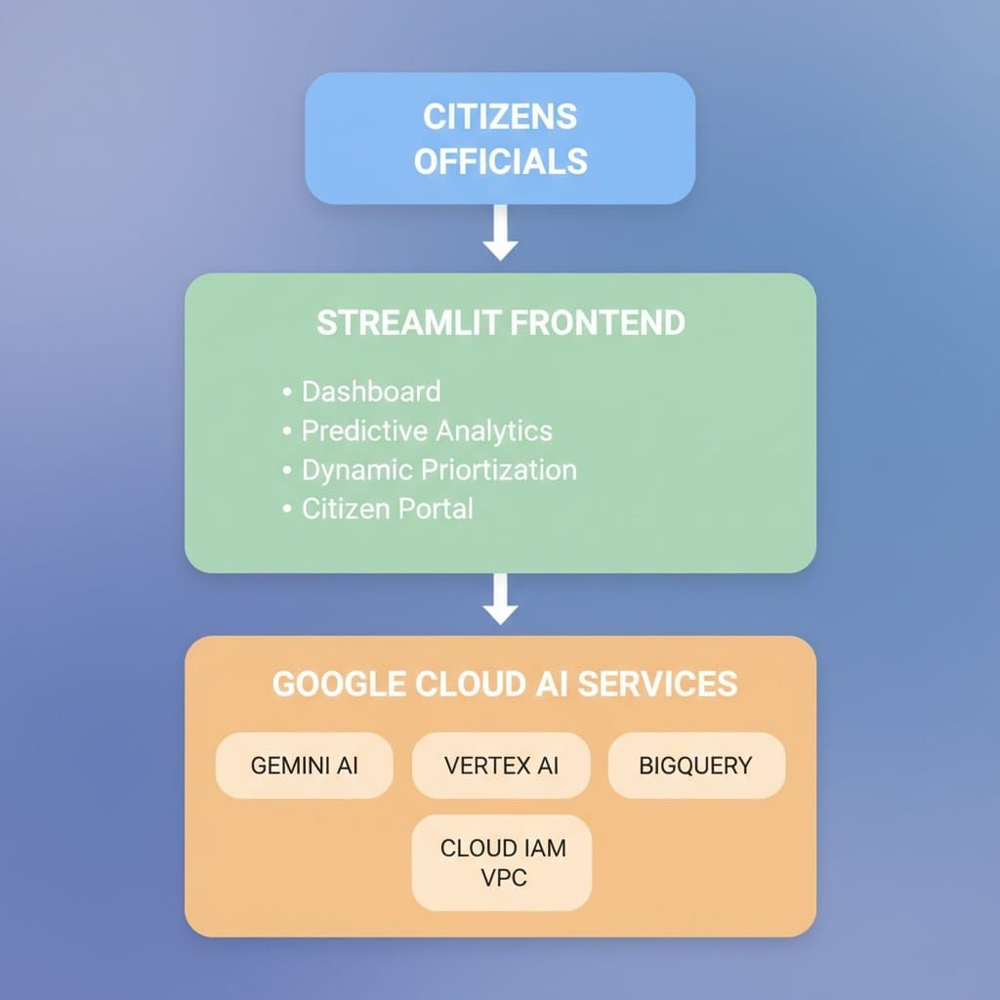 CITIZENS
OFFICIALS
STREAMLIT FRONTEND
• Dashboard
• Predictive Analytics
• Dynamic Priortization
• Citizen Portal
GOOGLE CLOUD AI SERVICES
GEMINI AI
VERTEX AI
BIGQUERY
CLOUD IAM
VPC